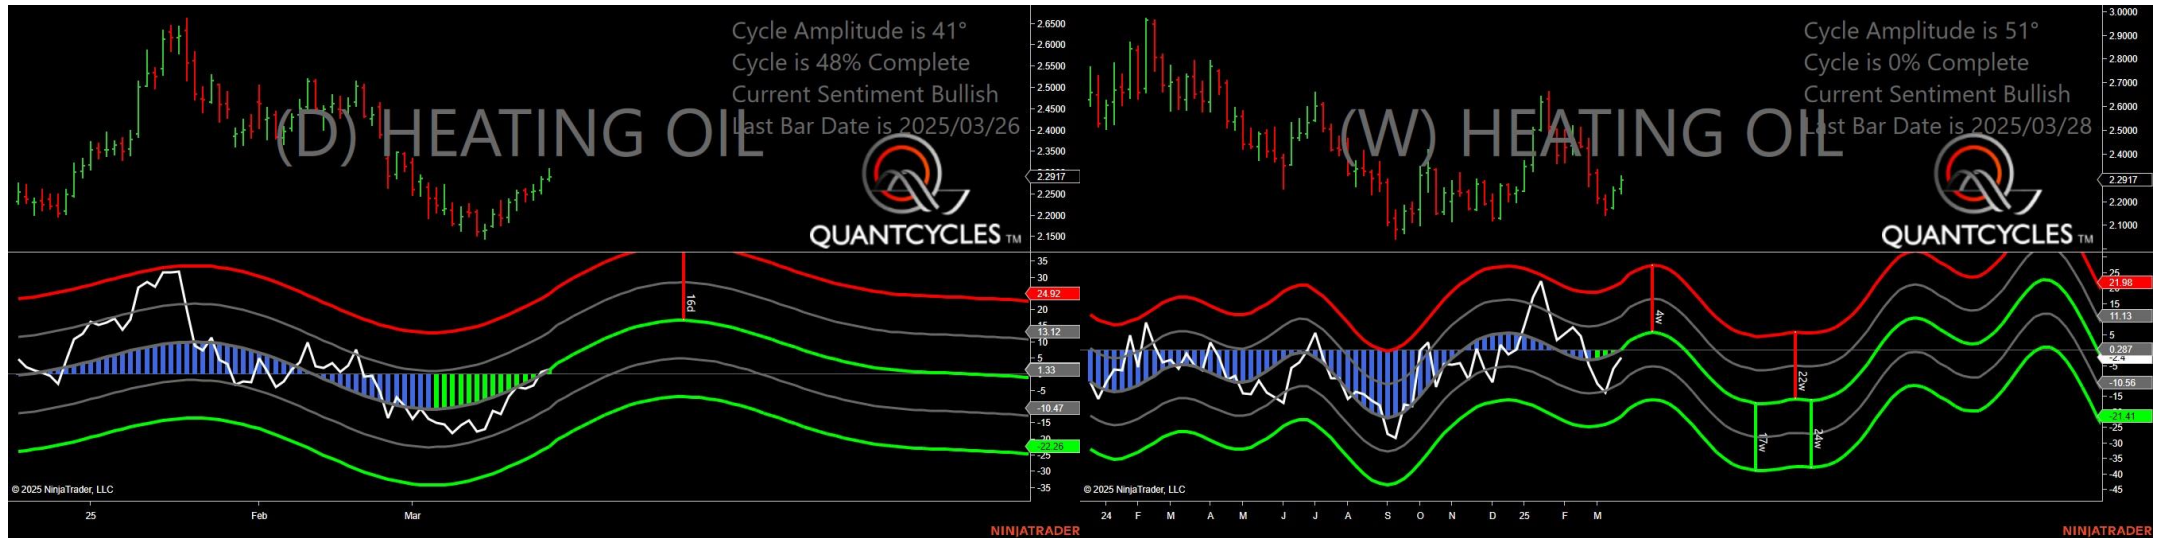 Cycle Amplitude is 41°
Cycle is 48% Complete
Current Sentiment Bullish
Last Bar Date is 2025/03/26
(D) HEATING OIL
QUANTCYCLES TM
2.6500
2.6000
2.5500
2.5000
2.4500
2.4000
2.3500
2.2917
2.2500
2.2000
2.1500
16d
35
30
24.92
20
13.12
10
5
1.33
-5
-10.47
-15
-22.26
-25
-30
-35
© 2025 NinjaTrader, LLC
25 Feb Mar
NINJATRADER
Cycle Amplitude is 51°
Cycle is 0% Complete
Current Sentiment Bullish
Last Bar Date is 2025/03/28
(W) HEATING OIL
QUANTCYCLES TM
3.0000
2.9000
2.8000
2.7000
2.6000
2.5000
2.4000
2.2917
2.2000
2.1000
4w
22w
17w
24w
25
21.98
15
11.13
5
0.287
-2.4
-5
-10.56
-15
-21.41
-25
-30
-35
-40
-45
© 2025 NinjaTrader, LLC
24 F M A M J J A S O N D 25 F M
NINJATRADER